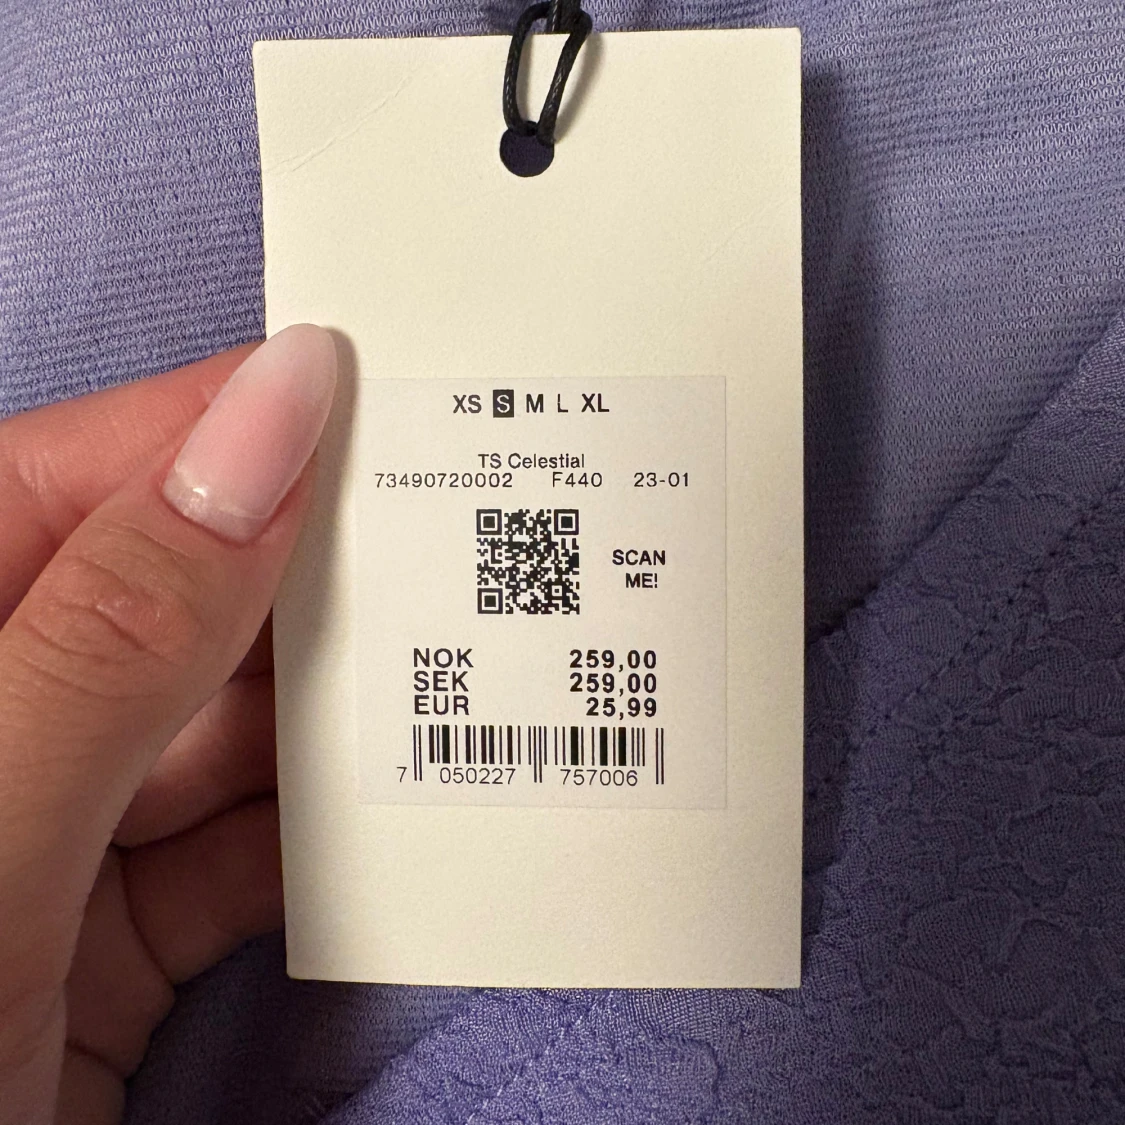 XS S M L XL
TS Celestial
73490720002 F440 23-01
SCAN
ME!
NOK 259,00
SEK 259,00
EUR 25,99
7 050227 757006